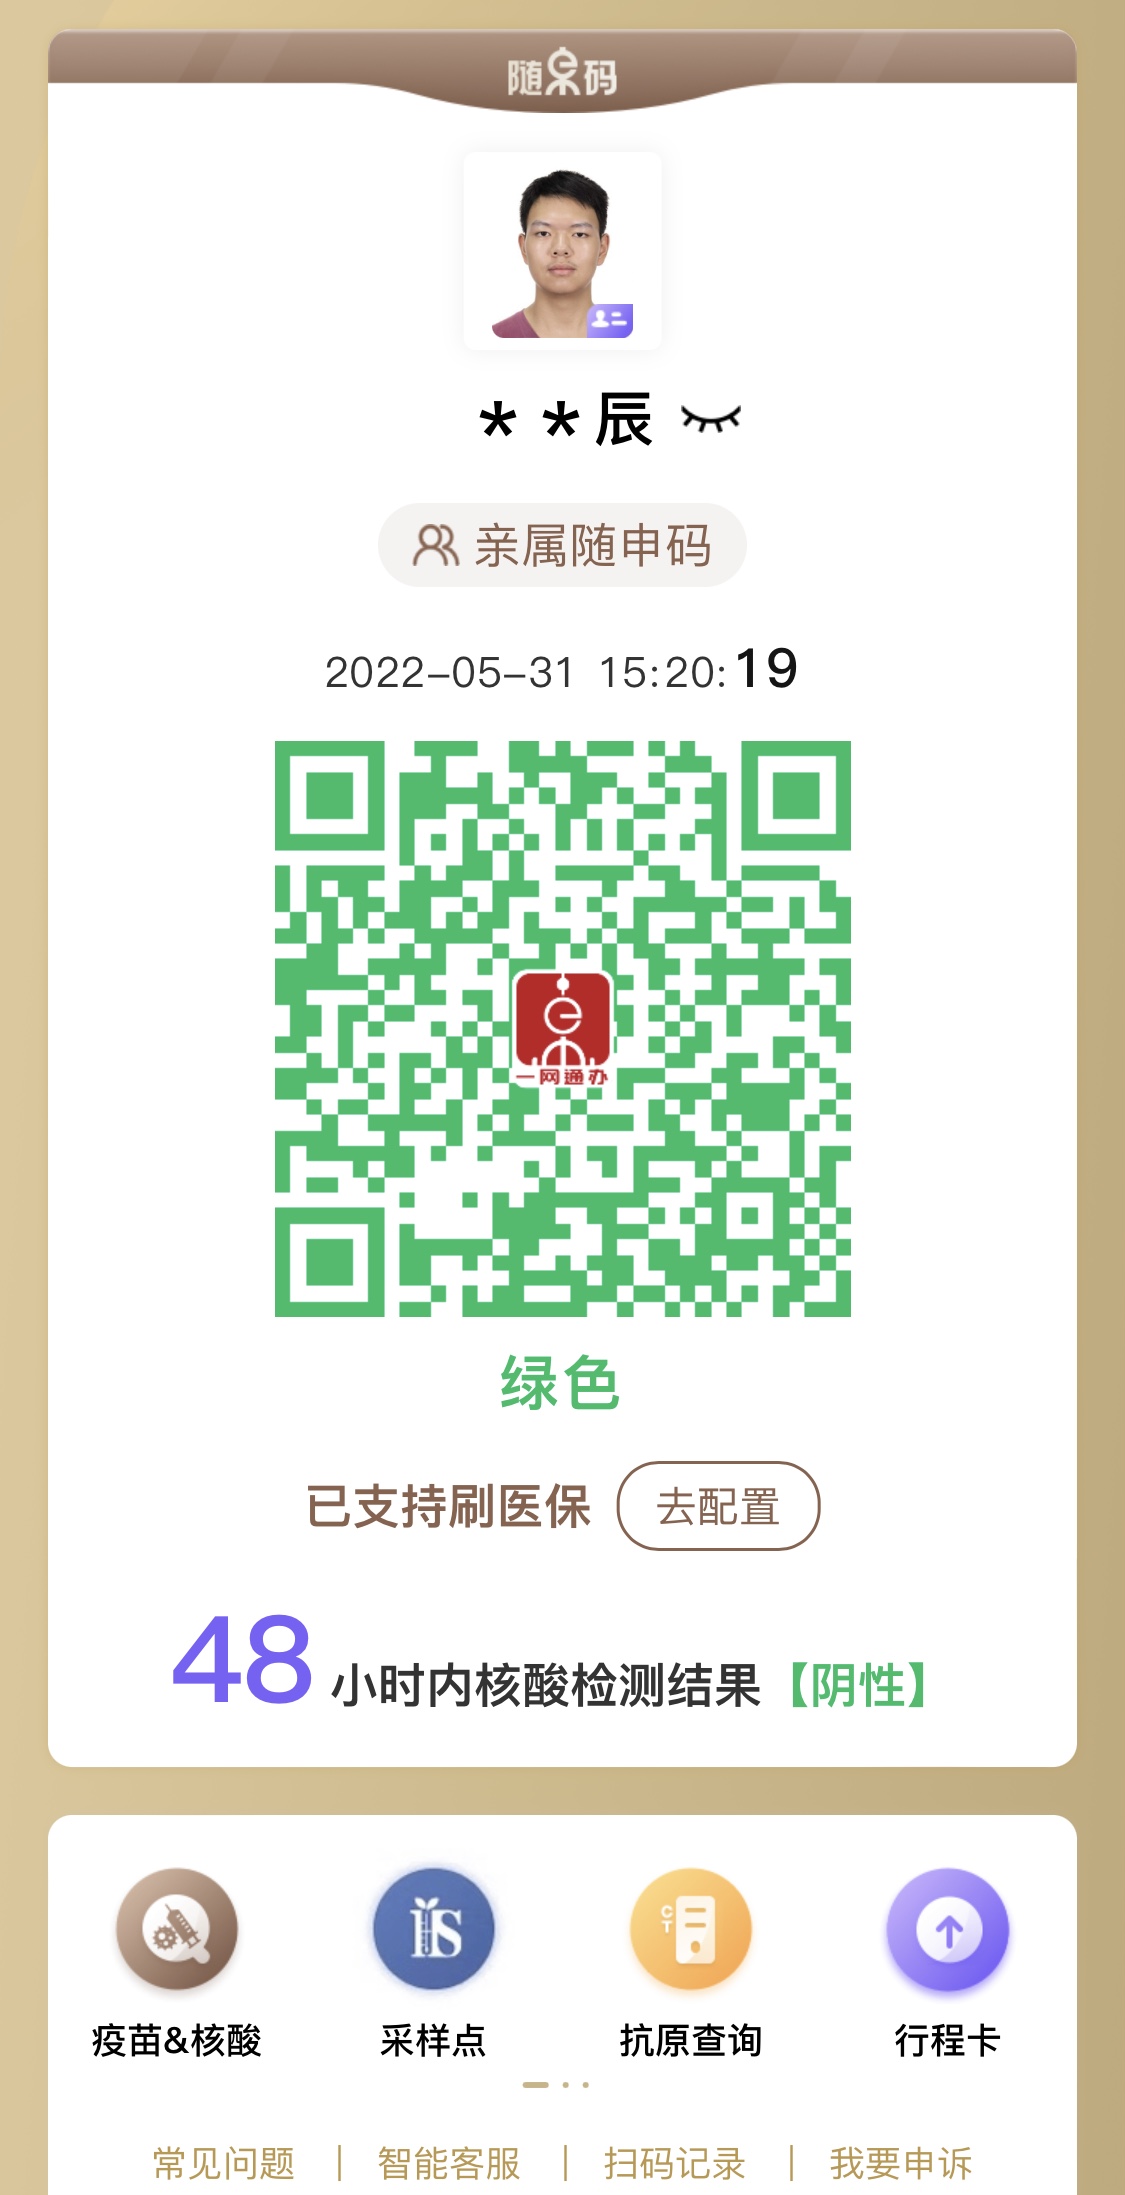 随申码
**辰
亲属随申码
2022-05-31 15:20:19
一网通办
绿色
已支持刷医保 去配置
48小时内核酸检测结果【阴性】
CT
疫苗&核酸 采样点 抗原查询 行程卡
常见问题 | 智能客服 | 扫码记录 | 我要申诉